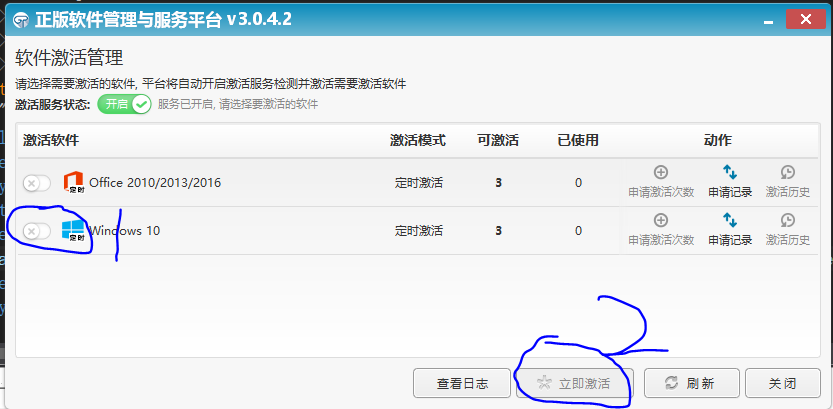 正版软件管理与服务平台 v3.0.4.2
软件激活管理
请选择需要激活的软件, 平台将自动开启激活服务检测并激活需要激活软件
激活服务状态: 开启 服务已开启, 请选择要激活的软件
激活软件 激活模式 可激活 已使用 动作
定时 Office 2010/2013/2016 定时激活 3 0 申请激活次数 申请记录 激活历史
定时 Windows 10 定时激活 3 0 申请激活次数 申请记录 激活历史
1
2
查看日志 立即激活 刷新 关闭